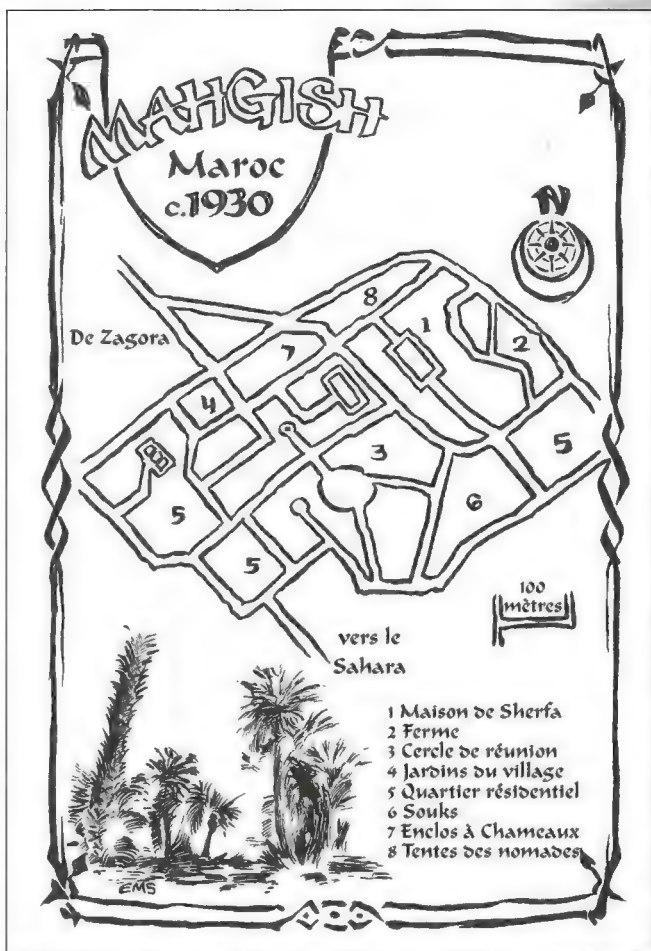 MAHGISH
Maroc
c.1930
N
De Zagora
8
1
2
7
4
3
5
6
5
5
100
mètres
vers le
Sahara
1 Maison de Sherfa
2 Ferme
3 Cercle de réunion
4 Jardins du village
5 Quartier résidentiel
6 Souks
7 Enclos à Chameaux
8 Tentes des nomades
EMS